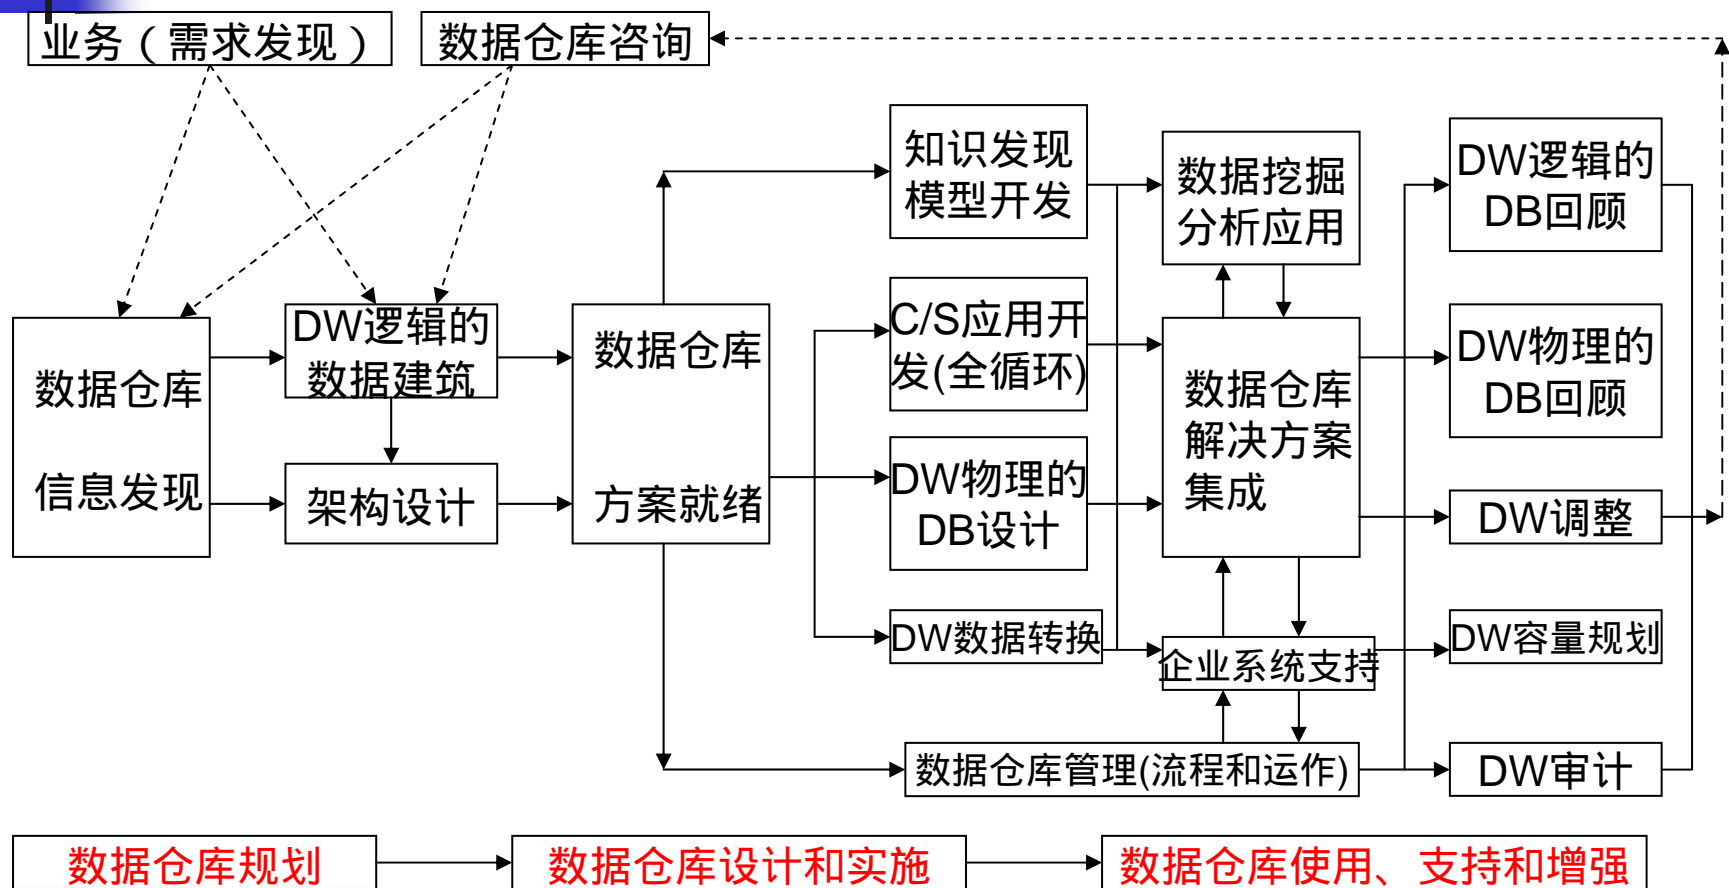 业务（需求发现）
数据仓库咨询
数据仓库
信息发现
DW逻辑的
数据建筑
架构设计
数据仓库
方案就绪
知识发现
模型开发
C/S应用开
发(全循环)
DW物理的
DB设计
DW数据转换
数据挖掘
分析应用
数据仓库
解决方案
集成
企业系统支持
数据仓库管理(流程和运作)
DW逻辑的
DB回顾
DW物理的
DB回顾
DW调整
DW容量规划
DW审计
数据仓库规划
数据仓库设计和实施
数据仓库使用、支持和增强